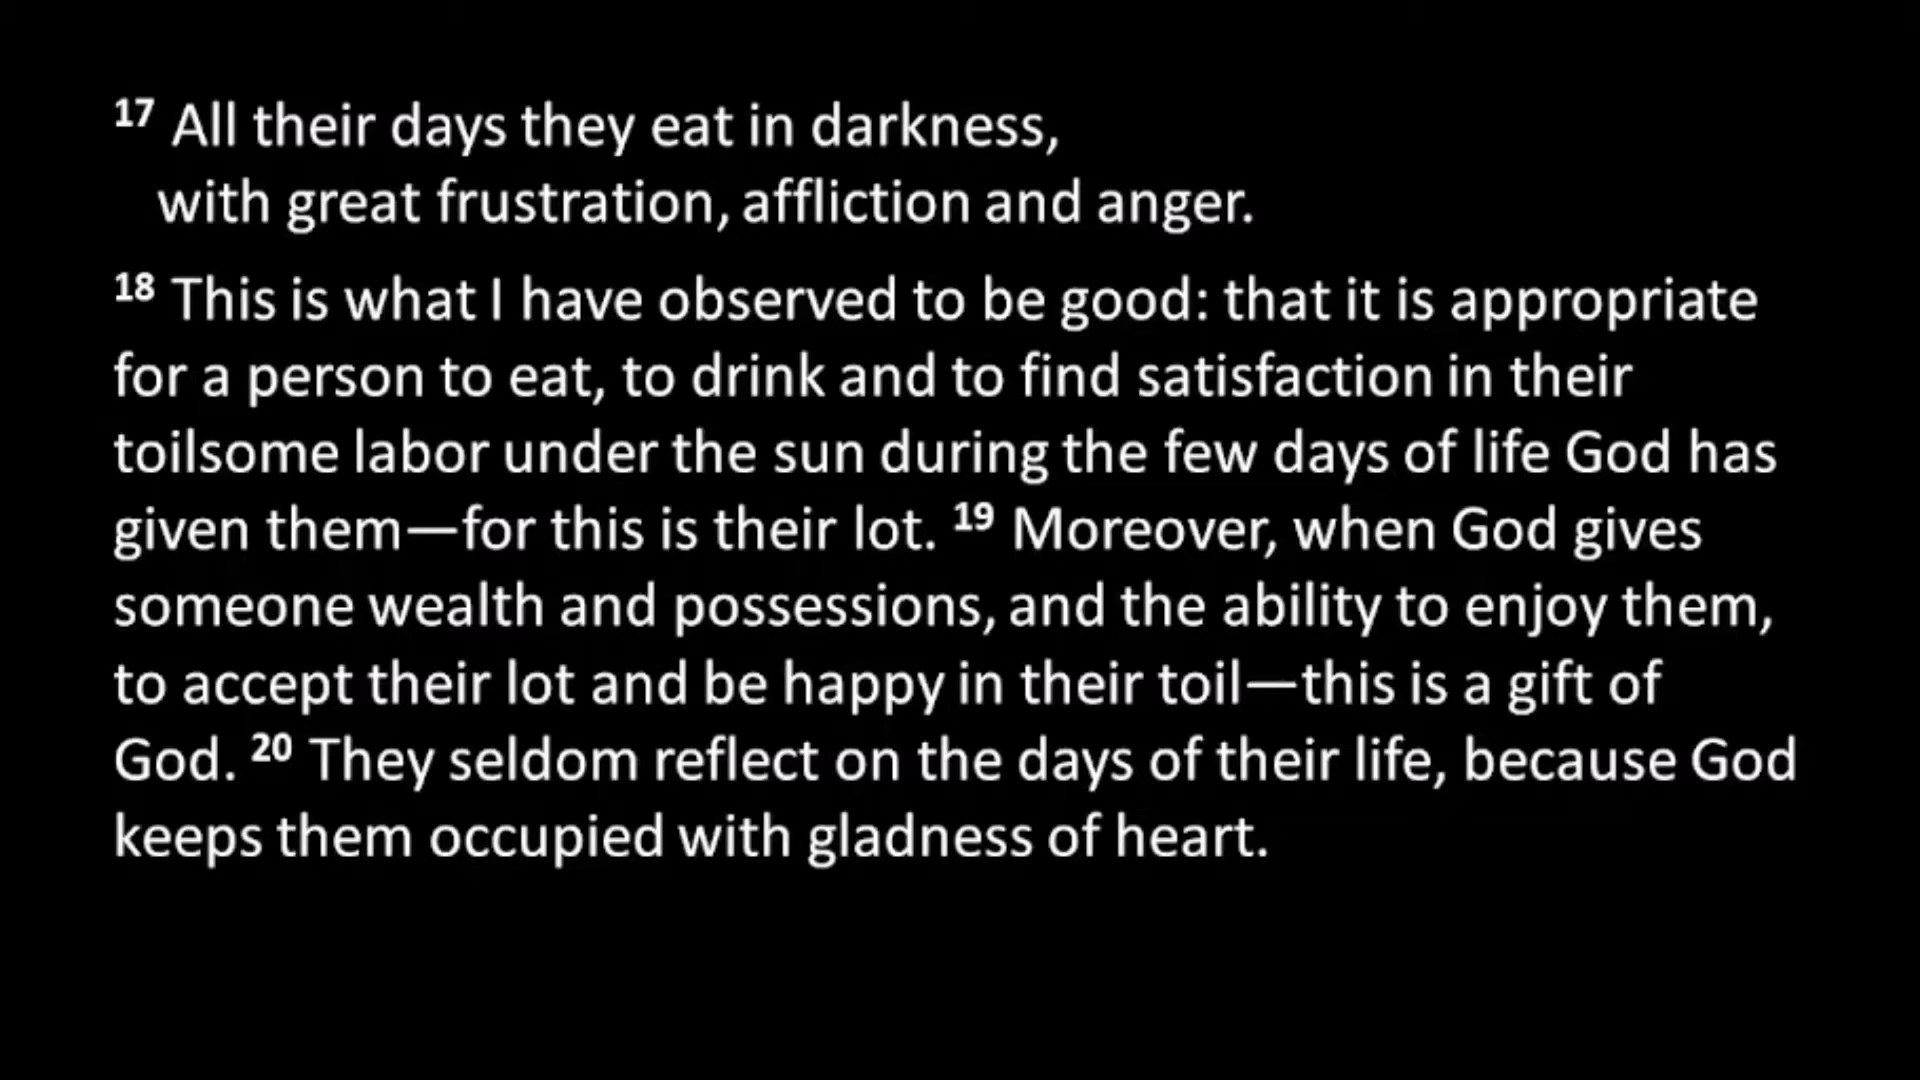 17 All their days they eat in darkness,
with great frustration, affliction and anger.
18 This is what I have observed to be good: that it is appropriate
for a person to eat, to drink and to find satisfaction in their
toilsome labor under the sun during the few days of life God has
given them—for this is their lot. 19 Moreover, when God gives
someone wealth and possessions, and the ability to enjoy them,
to accept their lot and be happy in their toil—this is a gift of
God. 20 They seldom reflect on the days of their life, because God
keeps them occupied with gladness of heart.